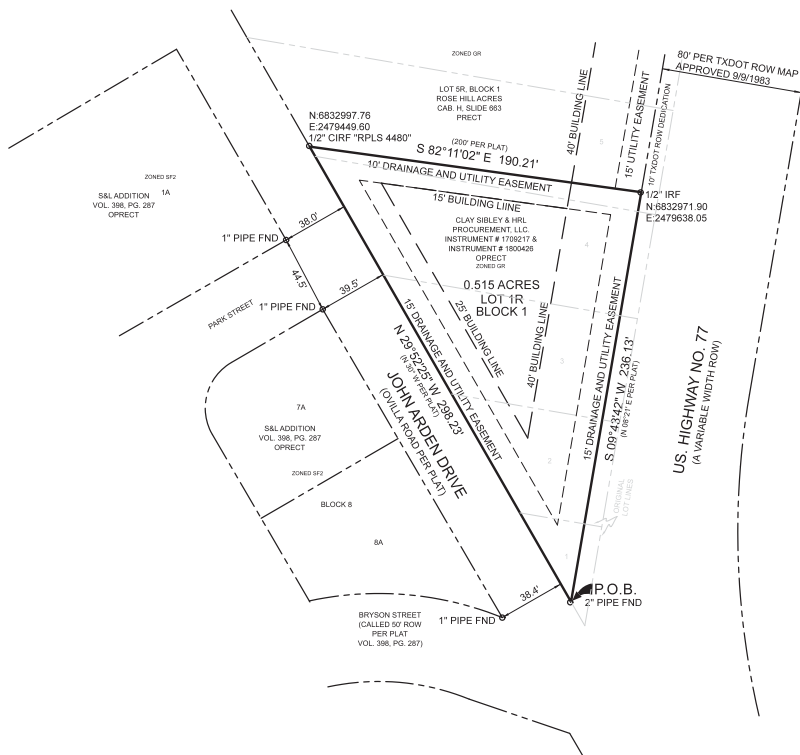 ZONED GR
80' PER TXDOT ROW MAP
APPROVED 9/9/1983
LOT 5R, BLOCK 1
ROSE HILL ACRES
CAB. H, SLIDE 663
PRECT
N:6832997.76
E:2479449.60
1/2" CIRF "RPLS 4480"
(200' PER PLAT)
S 82°11'02" E 190.21'
40' BUILDING LINE
15' UTILITY EASEMENT
10' TXDOT ROW DEDICATION
5
10' DRAINAGE AND UTILITY EASEMENT
1/2" IRF
N:6832971.90
E:2479638.05
15' BUILDING LIINE
CLAY SIBLEY & HRL
PROCUREMENT, LLC.
INSTRUMENT # 1709217 &
INSTRUMENT # 1800426
OPRECT
ZONED GR
4
0.515 ACRES
LOT 1R
BLOCK 1
ZONED SF2
S&L ADDITION
1A
VOL. 398, PG. 287
OPRECT
38.0'
1" PIPE FND
44.5'
39.5'
1" PIPE FND
PARK STREET
25' BUILDING LINE
40' BUILDING LINE
3
15' DRAINAGE AND UTILITY EASEMENT
N 29°52'25" W 298.23'
(N 30° W PER PLAT)
JOHN ARDEN DRIVE
(OVILLA ROAD PER PLAT)
15' DRAINAGE AND UTILITY EASEMENT
S 09°43'42" W 236.13'
(N 08°21' E PER PLAT)
US. HIGHWAY NO. 77
(A VARIABLE WIDTH ROW)
7A
S&L ADDITION
VOL. 398, PG. 287
OPRECT
ZONED SF2
2
ORIGINAL
LOT LINES
BLOCK 8
8A
1
38.4'
P.O.B.
2" PIPE FND
1" PIPE FND
BRYSON STREET
(CALLED 50' ROW
PER PLAT
VOL. 398, PG. 287)